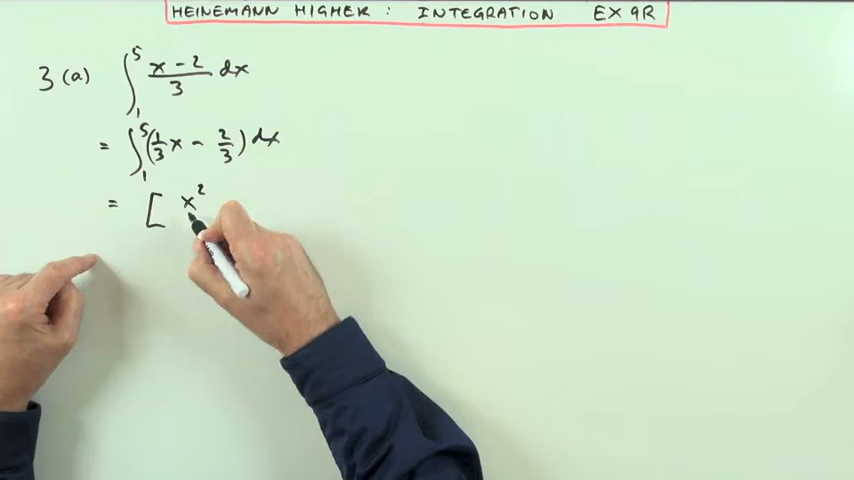 HEINEMANN HIGHER : INTEGRATION EX 9R
3 (a) ∫₁⁵ (x - 2)/3 dx
= ∫₁⁵ (1/3 x - 2/3) dx
= [ x²